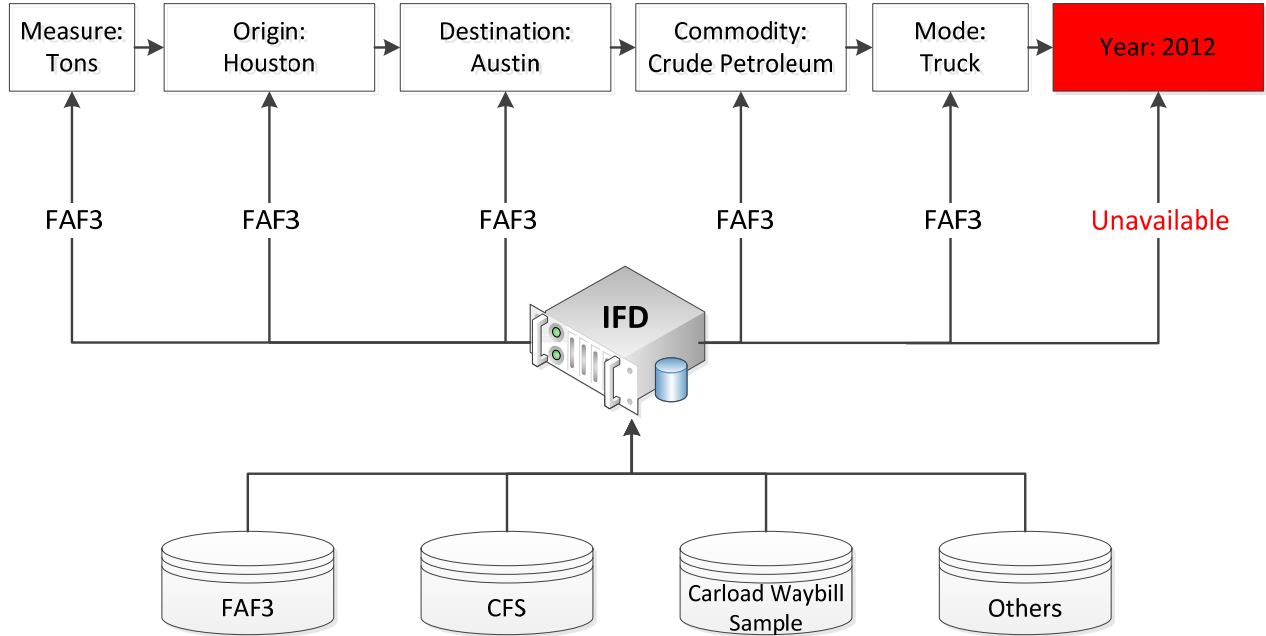 Measure:
Tons
Origin:
Houston
Destination:
Austin
Commodity:
Crude Petroleum
Mode:
Truck
Year: 2012
FAF3
FAF3
FAF3
FAF3
FAF3
Unavailable
IFD
FAF3
CFS
Carload Waybill
Sample
Others